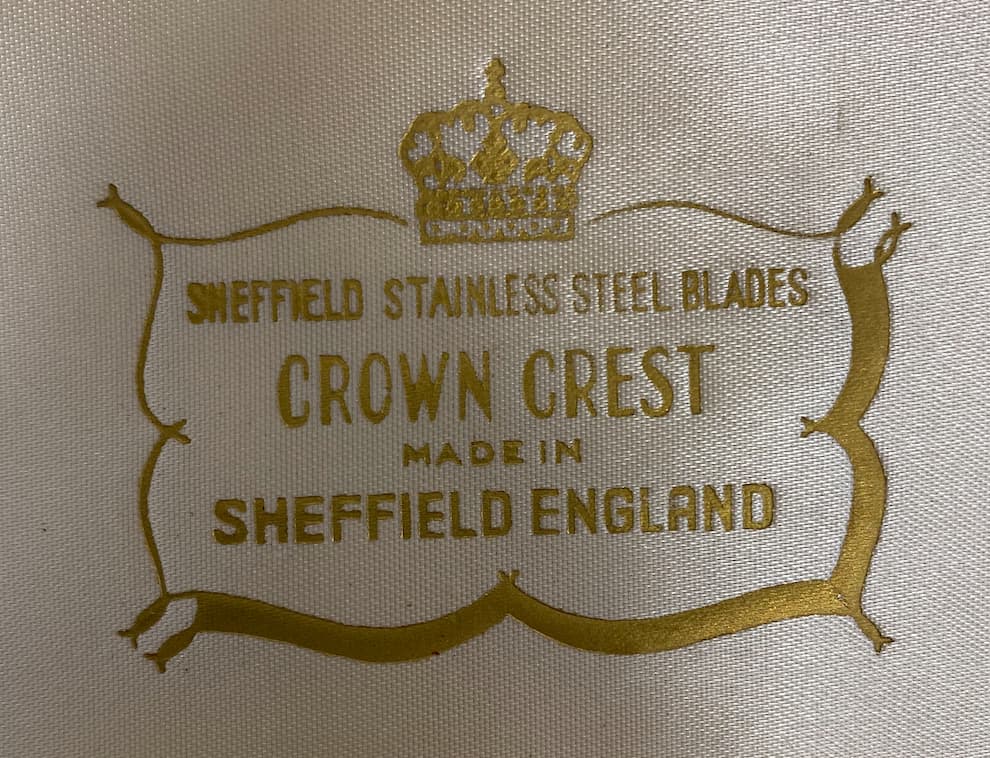 SHEFFIELD STAINLESS STEEL BLADES
CROWN CREST
MADE IN
SHEFFIELD ENGLAND